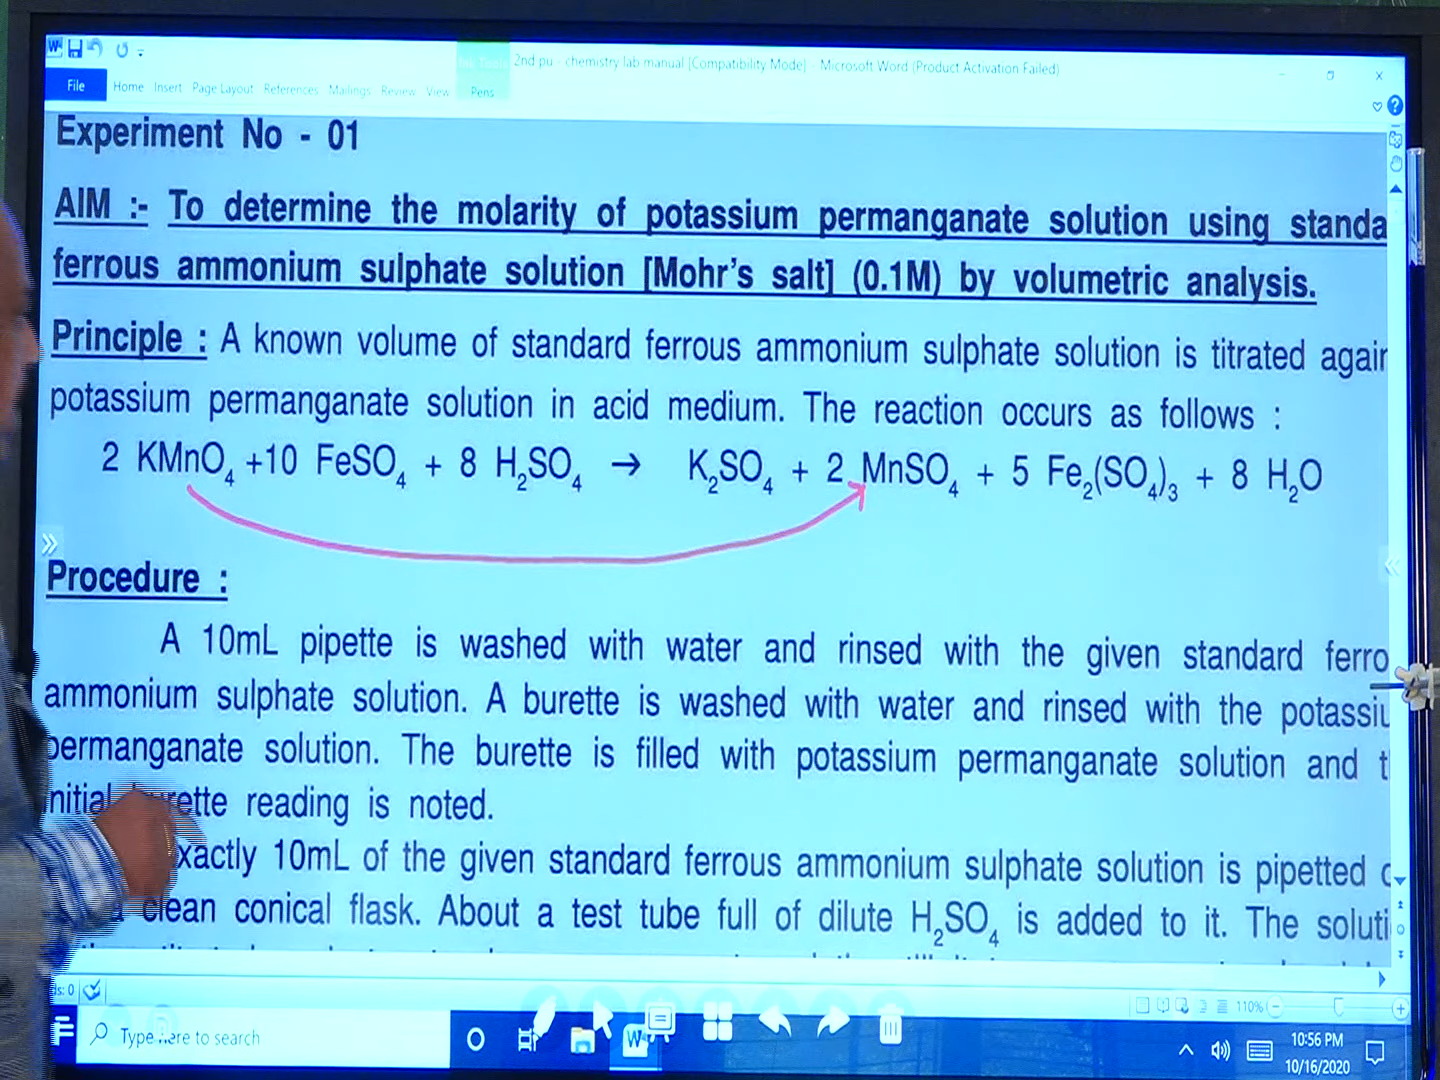 2nd pu - chemistry lab manual [Compatibility Mode] - Microsoft Word (Product Activation Failed)
File Home Insert Page Layout References Mailings Review View Pens
Experiment No - 01
AIM :- To determine the molarity of potassium permanganate solution using standa
ferrous ammonium sulphate solution [Mohr's salt] (0.1M) by volumetric analysis.
Principle : A known volume of standard ferrous ammonium sulphate solution is titrated again
potassium permanganate solution in acid medium. The reaction occurs as follows :
2 KMnO₄ +10 FeSO₄ + 8 H₂SO₄ → K₂SO₄ + 2 MnSO₄ + 5 Fe₂(SO₄)₃ + 8 H₂O
Procedure :
A 10mL pipette is washed with water and rinsed with the given standard ferro
ammonium sulphate solution. A burette is washed with water and rinsed with the potassiu
permanganate solution. The burette is filled with potassium permanganate solution and t
nitial burette reading is noted.
xactly 10mL of the given standard ferrous ammonium sulphate solution is pipetted
clean conical flask. About a test tube full of dilute H₂SO₄ is added to it. The soluti
110%
Type here to search
10:56 PM
10/16/2020